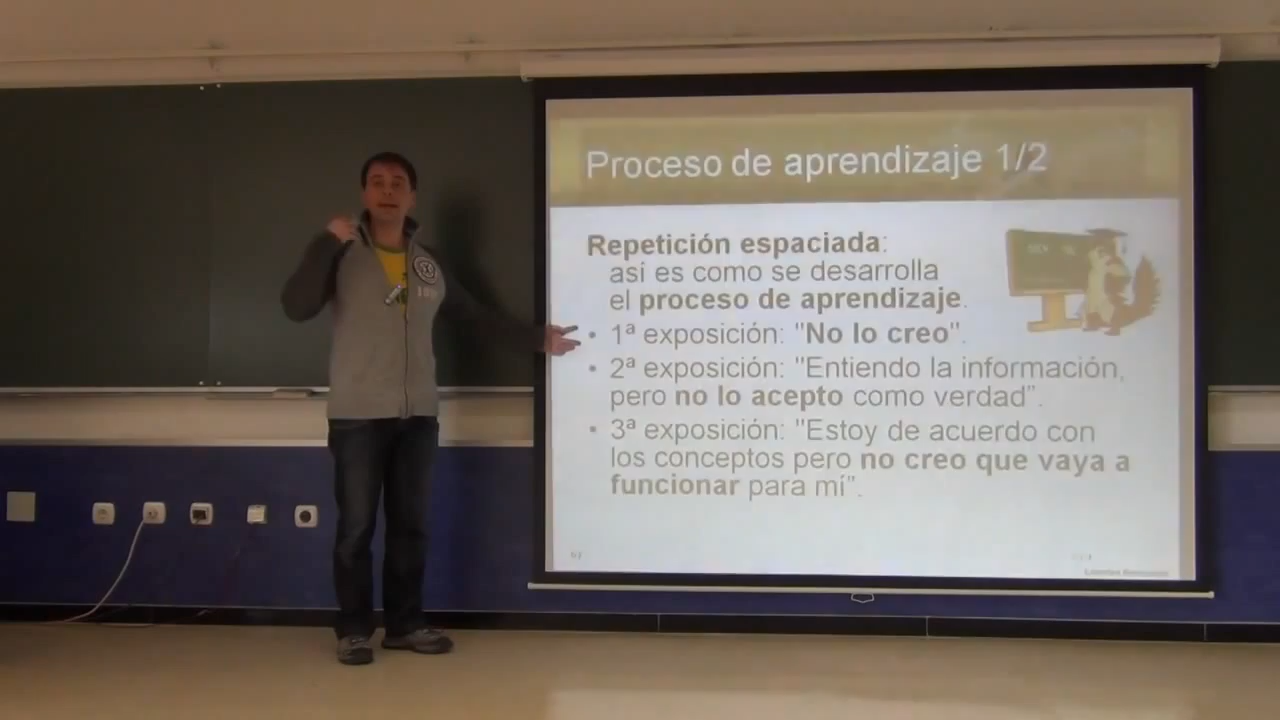 Proceso de aprendizaje 1/2
Repetición espaciada:
así es como se desarrolla
el proceso de aprendizaje.
• 1ª exposición: "No lo creo".
• 2ª exposición: "Entiendo la información,
pero no lo acepto como verdad”.
• 3ª exposición: "Estoy de acuerdo con
los conceptos pero no creo que vaya a
funcionar para mí”.